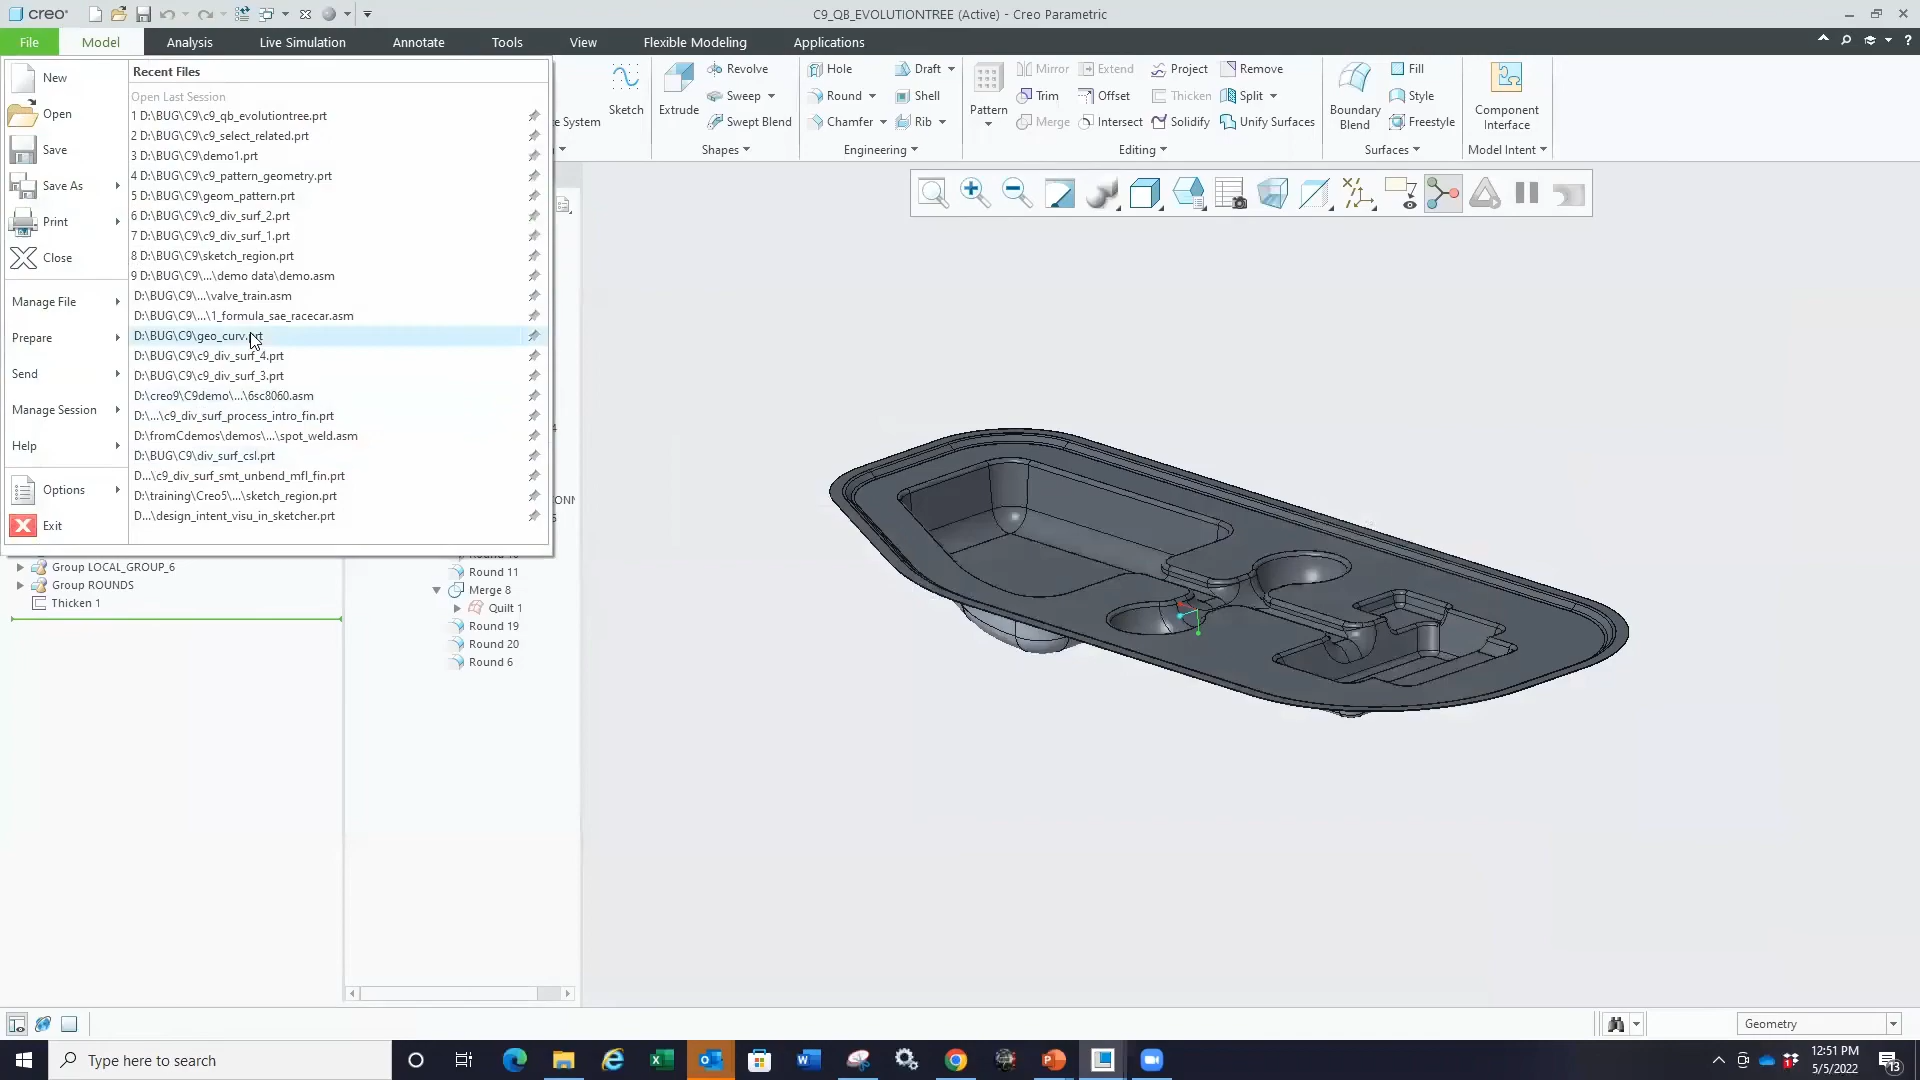 creo
C9_QB_EVOLUTIONTREE (Active) - Creo Parametric
File
Model
Analysis
Live Simulation
Annotate
Tools
View
Flexible Modeling
Applications
New
Open
Save
Save As
Print
Close
Manage File
Prepare
Send
Manage Session
Help
Options
Exit
Recent Files
Open Last Session
1 D:\BUG\C9\c9_qb_evolutiontree.prt
2 D:\BUG\C9\c9_select_related.prt
3 D:\BUG\C9\demo1.prt
4 D:\BUG\C9\c9_pattern_geometry.prt
5 D:\BUG\C9\geom_pattern.prt
6 D:\BUG\C9\c9_div_surf_2.prt
7 D:\BUG\C9\c9_div_surf_1.prt
8 D:\BUG\C9\sketch_region.prt
9 D:\BUG\C9\...\demo data\demo.asm
D:\BUG\C9\...\valve_train.asm
D:\BUG\C9\...\1_formula_sae_racecar.asm
D:\BUG\C9\geo_curv.prt
D:\BUG\C9\c9_div_surf_4.prt
D:\BUG\C9\c9_div_surf_3.prt
D:\creo9\C9demo\...\6sc8060.asm
D:\...\c9_div_surf_process_intro_fin.prt
D:\fromCdemos\demos\...\spot_weld.asm
D:\BUG\C9\div_surf_csl.prt
D...\c9_div_surf_smt_unbend_mfl_fin.prt
D:\training\Creo5\...\sketch_region.prt
D...\design_intent_visu_in_sketcher.prt
e System
Sketch
Extrude
Revolve
Sweep
Swept Blend
Shapes
Hole
Round
Chamfer
Draft
Shell
Rib
Engineering
Pattern
Mirror
Trim
Merge
Extend
Offset
Intersect
Project
Thicken
Solidify
Remove
Split
Unify Surfaces
Editing
Boundary
Blend
Fill
Style
Freestyle
Surfaces
Component
Interface
Model Intent
Group LOCAL_GROUP_6
Group ROUNDS
Thicken 1
Round 11
Merge 8
Quilt 1
Round 19
Round 20
Round 6
Geometry
Type here to search
12:51 PM
5/5/2022
13